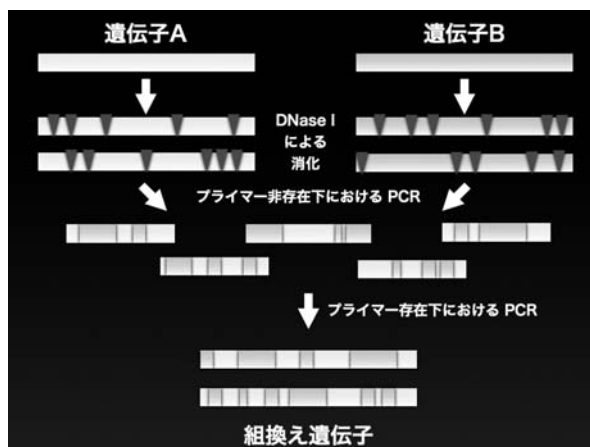 遺伝子A
遺伝子B
DNase I
による
消化
プライマー非存在下における PCR
プライマー存在下における PCR
組換え遺伝子